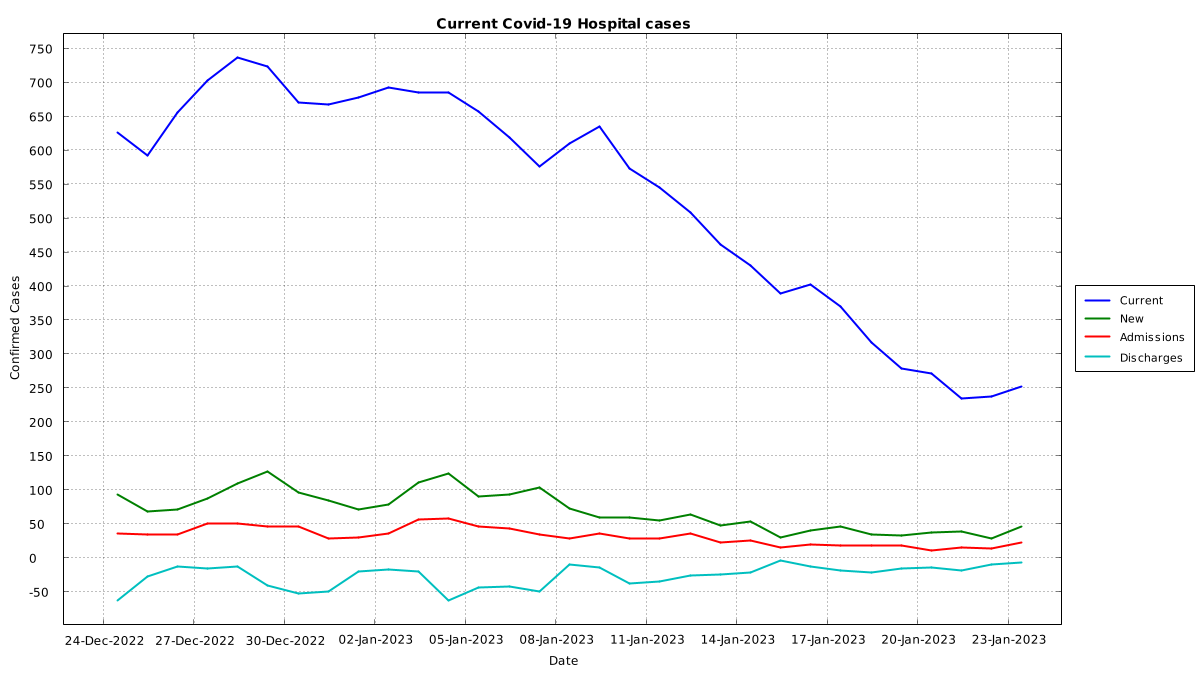 Current Covid-19 Hospital cases
Confirmed Cases
750
700
650
600
550
500
450
400
350
300
250
200
150
100
50
0
-50
24-Dec-2022 27-Dec-2022 30-Dec-2022 02-Jan-2023 05-Jan-2023 08-Jan-2023 11-Jan-2023 14-Jan-2023 17-Jan-2023 20-Jan-2023 23-Jan-2023
Date
Current
New
Admissions
Discharges